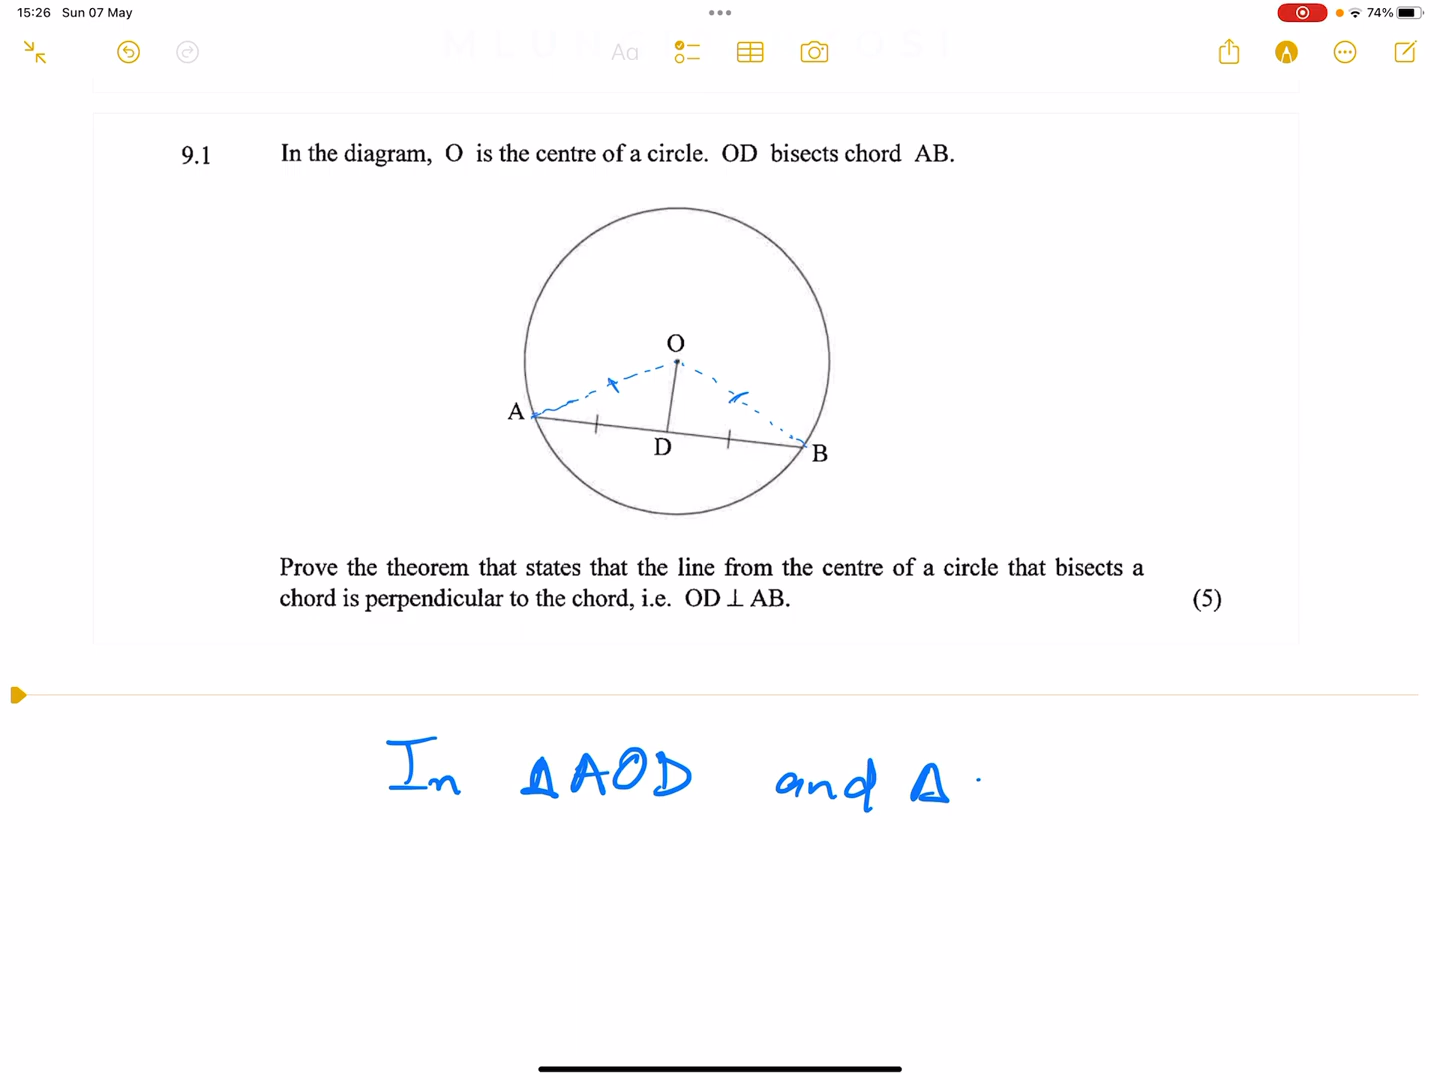 15:26 Sun 07 May
74%
Aa
9.1 In the diagram, O is the centre of a circle. OD bisects chord AB.
O
A
D
B
Prove the theorem that states that the line from the centre of a circle that bisects a
chord is perpendicular to the chord, i.e. OD ⊥ AB. (5)
In ΔAOD and Δ